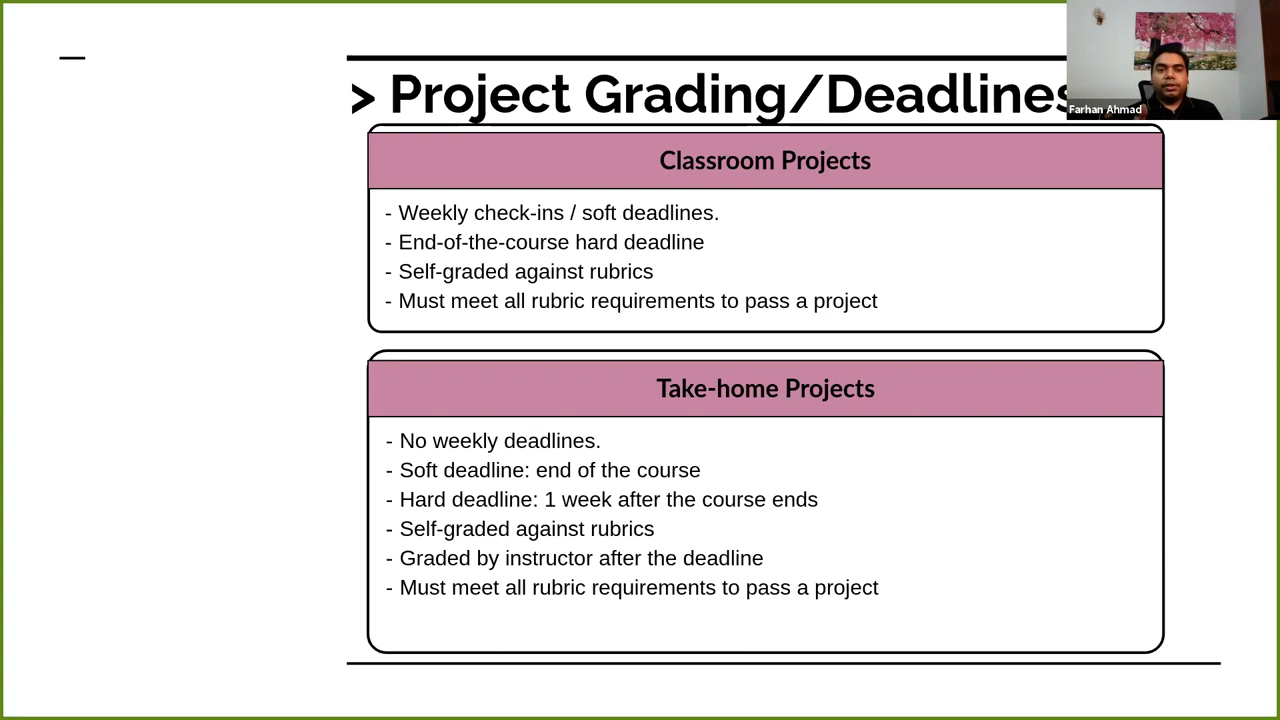 > Project Grading/Deadlines
Farhan Ahmad
Classroom Projects
- Weekly check-ins / soft deadlines.
- End-of-the-course hard deadline
- Self-graded against rubrics
- Must meet all rubric requirements to pass a project
Take-home Projects
- No weekly deadlines.
- Soft deadline: end of the course
- Hard deadline: 1 week after the course ends
- Self-graded against rubrics
- Graded by instructor after the deadline
- Must meet all rubric requirements to pass a project